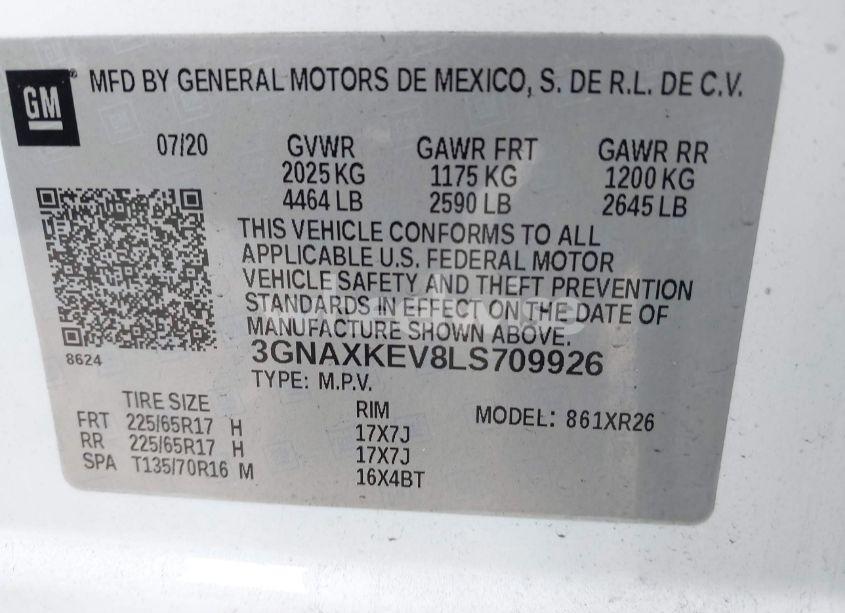 GM
MFD BY GENERAL MOTORS DE MEXICO, S. DE R.L. DE C.V.
07/20 GVWR GAWR FRT GAWR RR
2025 KG 1175 KG 1200 KG
4464 LB 2590 LB 2645 LB
THIS VEHICLE CONFORMS TO ALL
APPLICABLE U.S. FEDERAL MOTOR
VEHICLE SAFETY AND THEFT PREVENTION
STANDARDS IN EFFECT ON THE DATE OF
MANUFACTURE SHOWN ABOVE.
8624
3GNAXKEV8LS709926
TYPE: M.P.V.
TIRE SIZE RIM MODEL: 861XR26
FRT 225/65R17 H 17X7J
RR 225/65R17 H 17X7J
SPA T135/70R16 M 16X4BT